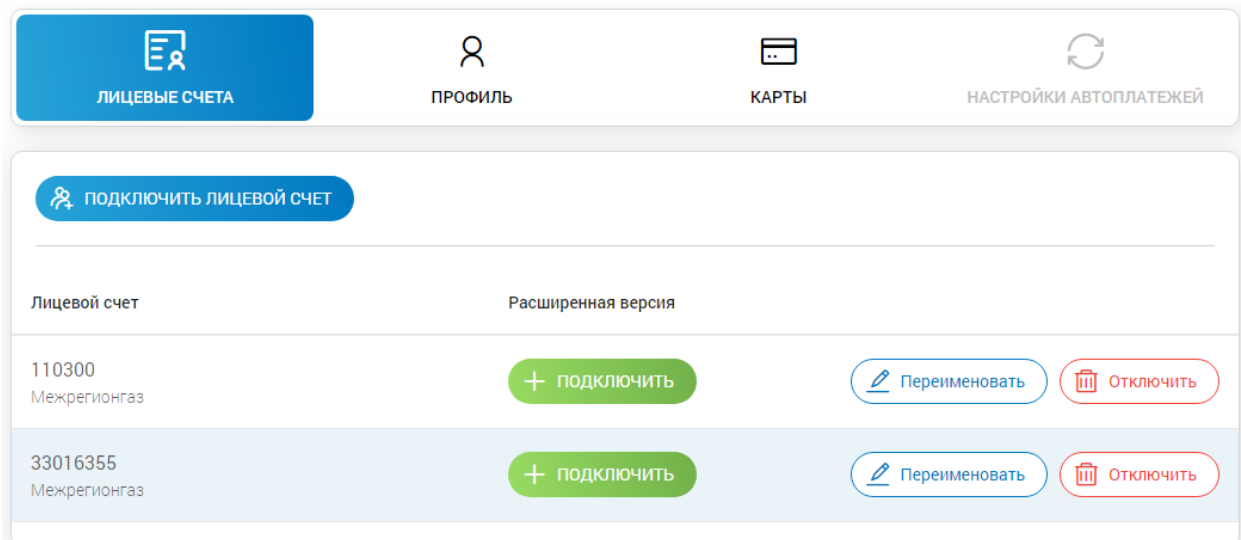 ЛИЦЕВЫЕ СЧЕТА
ПРОФИЛЬ
КАРТЫ
НАСТРОЙКИ АВТОПЛАТЕЖЕЙ
ПОДКЛЮЧИТЬ ЛИЦЕВОЙ СЧЕТ
Лицевой счет
Расширенная версия
110300
Межрегионгаз
ПОДКЛЮЧИТЬ
Переименовать
Отключить
33016355
Межрегионгаз
ПОДКЛЮЧИТЬ
Переименовать
Отключить